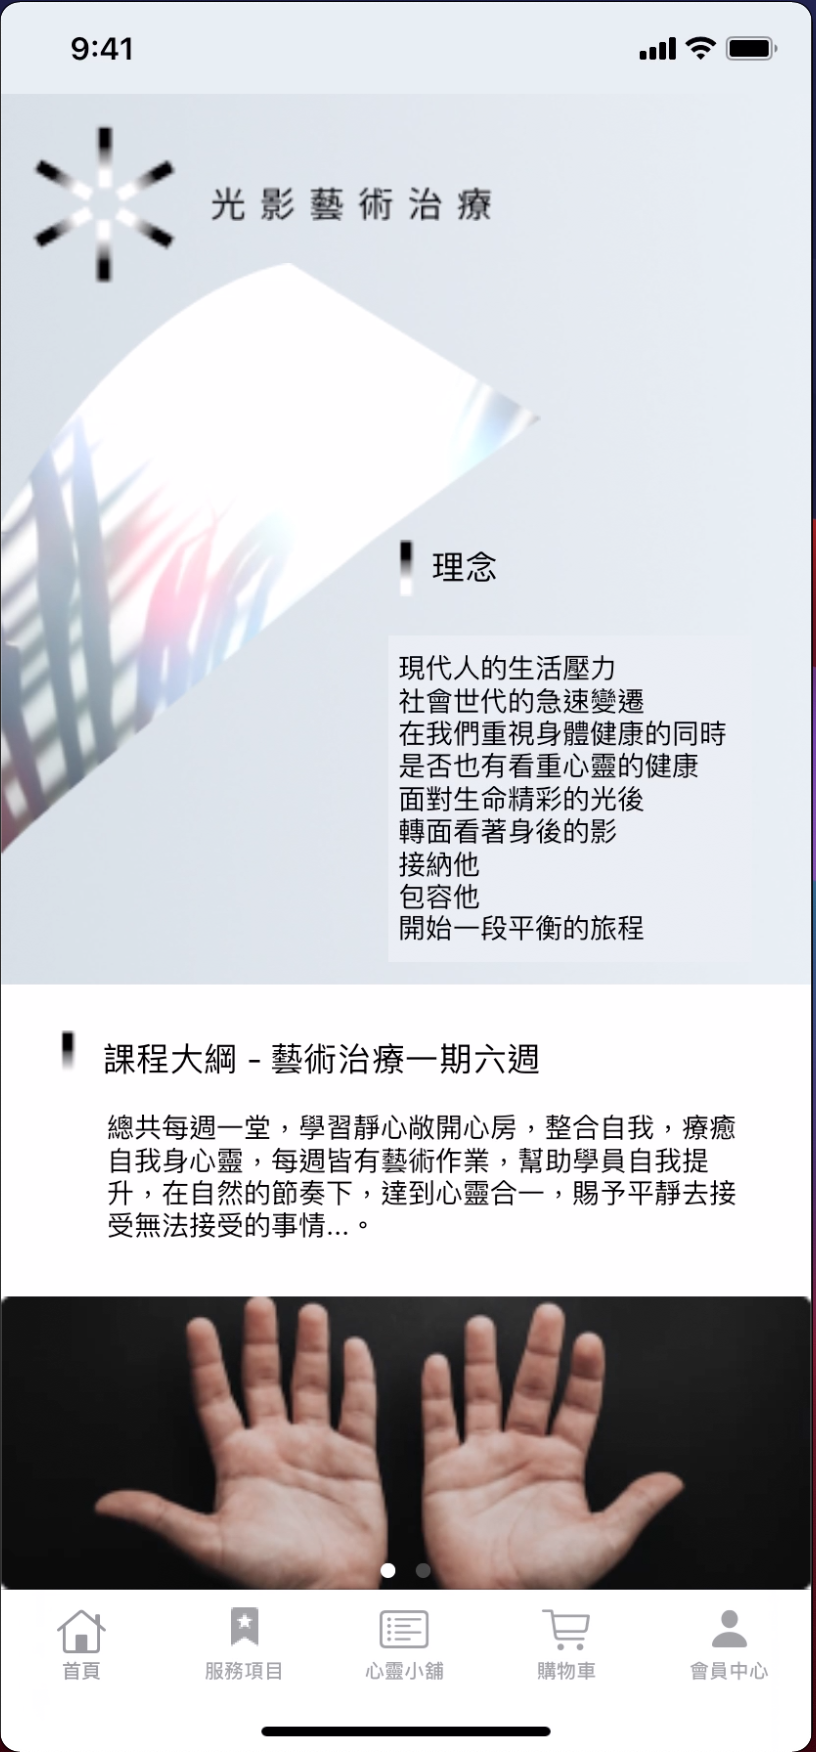 9:41
光影藝術治療
理念
現代人的生活壓力
社會世代的急速變遷
在我們重視身體健康的同時
是否也有看重心靈的健康
面對生命精彩的光後
轉面看著身後的影
接納他
包容他
開始一段平衡的旅程
課程大綱 - 藝術治療一期六週
總共每週一堂，學習靜心敞開心房，整合自我，療癒
自我身心靈，每週皆有藝術作業，幫助學員自我提
升，在自然的節奏下，達到心靈合一，賜予平靜去接
受無法接受的事情...。
首頁
服務項目
心靈小舖
購物車
會員中心